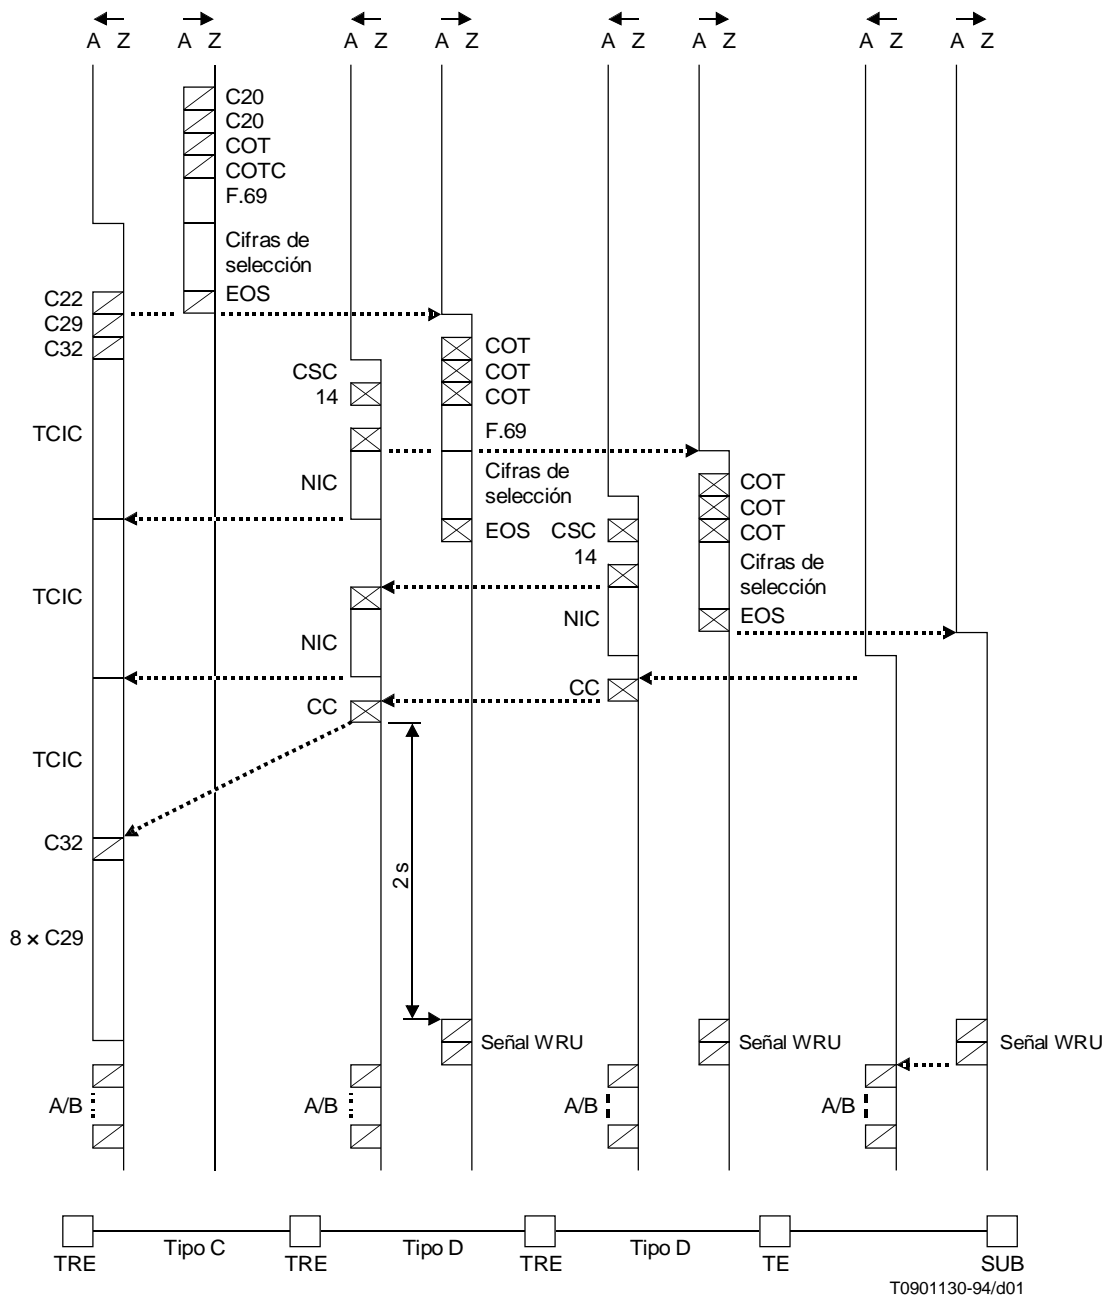 A Z A Z A Z A Z A Z A Z A Z A Z
C20
C20
COT
COTC
F.69
Cifras de
selección
EOS
C22
C29
C32
TCIC
TCIC
TCIC
C32
8 × C29
A/B
CSC
14
NIC
NIC
CC
2 s
A/B
COT
COT
COT
F.69
Cifras de
selección
EOS
Señal WRU
CSC
14
NIC
CC
A/B
COT
COT
COT
Cifras de
selección
EOS
Señal WRU
A/B
Señal WRU
TRE Tipo C TRE Tipo D TRE Tipo D TE SUB
T0901130-94/d01